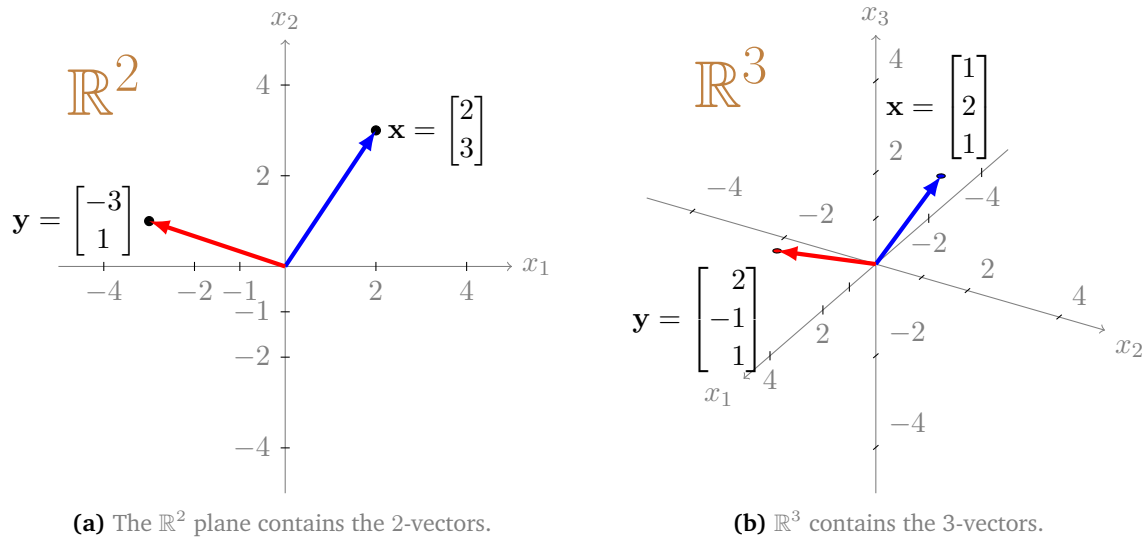 x₂
ℝ²
4
x = [2 3]
2
y = [−3 1]
x₁
−4 −2 −1 2 4
−1
−2
−4
(a) The ℝ² plane contains the 2-vectors.
x₃
ℝ³
4
x = [1 2 1]
2
−4 −4
−2 −2
2
4
y = [2 −1 1]
2
−2
x₂
4
x₁
−4
(b) ℝ³ contains the 3-vectors.